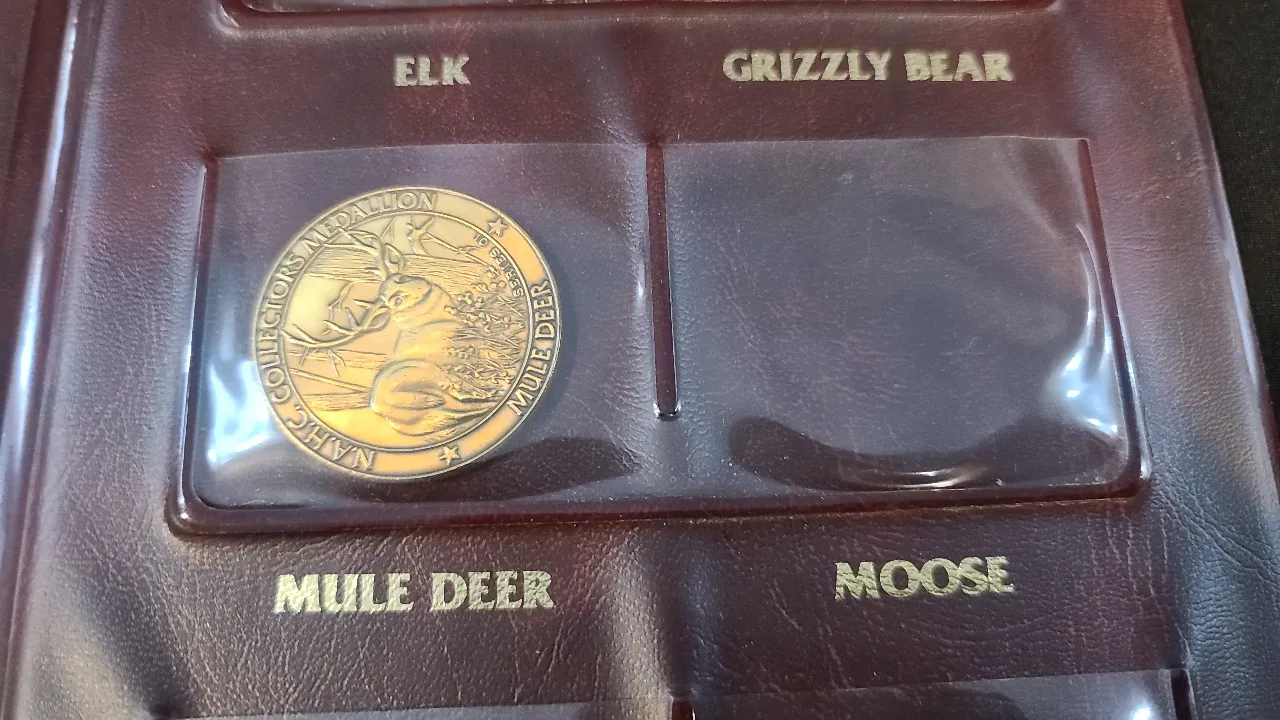 ELK
GRIZZLY BEAR
N.A.H.C. COLLECTORS MEDALLION
MULE DEER
MULE DEER
MOOSE